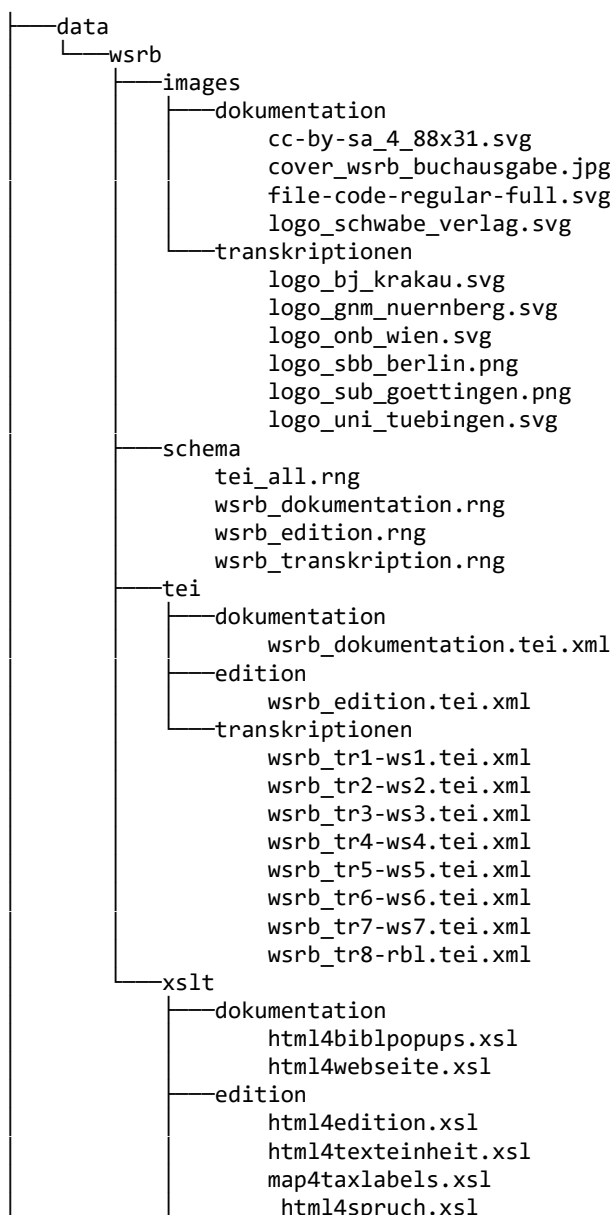 ├───data
│   └───wsrb
│       ├───images
│       │   ├───dokumentation
│       │   │       cc-by-sa_4_88x31.svg
│       │   │       cover_wsrb_buchausgabe.jpg
│       │   │       file-code-regular-full.svg
│       │   │       logo_schwabe_verlag.svg
│       │   └───transkriptionen
│       │           logo_bj_krakau.svg
│       │           logo_gnm_nuernberg.svg
│       │           logo_onb_wien.svg
│       │           logo_sbb_berlin.png
│       │           logo_sub_goettingen.png
│       │           logo_uni_tuebingen.svg
│       ├───schema
│       │       tei_all.rng
│       │       wsrb_dokumentation.rng
│       │       wsrb_edition.rng
│       │       wsrb_transkription.rng
│       ├───tei
│       │   ├───dokumentation
│       │   │       wsrb_dokumentation.tei.xml
│       │   ├───edition
│       │   │       wsrb_edition.tei.xml
│       │   └───transkriptionen
│       │           wsrb_tr1-ws1.tei.xml
│       │           wsrb_tr2-ws2.tei.xml
│       │           wsrb_tr3-ws3.tei.xml
│       │           wsrb_tr4-ws4.tei.xml
│       │           wsrb_tr5-ws5.tei.xml
│       │           wsrb_tr6-ws6.tei.xml
│       │           wsrb_tr7-ws7.tei.xml
│       │           wsrb_tr8-rbl.tei.xml
│       └───xslt
│           ├───dokumentation
│           │       html4biblpopups.xsl
│           │       html4webseite.xsl
│           ├───edition
│           │       html4edition.xsl
│           │       html4texteinheit.xsl
│           │       map4taxlabels.xsl
│           │        html4spruch.xsl